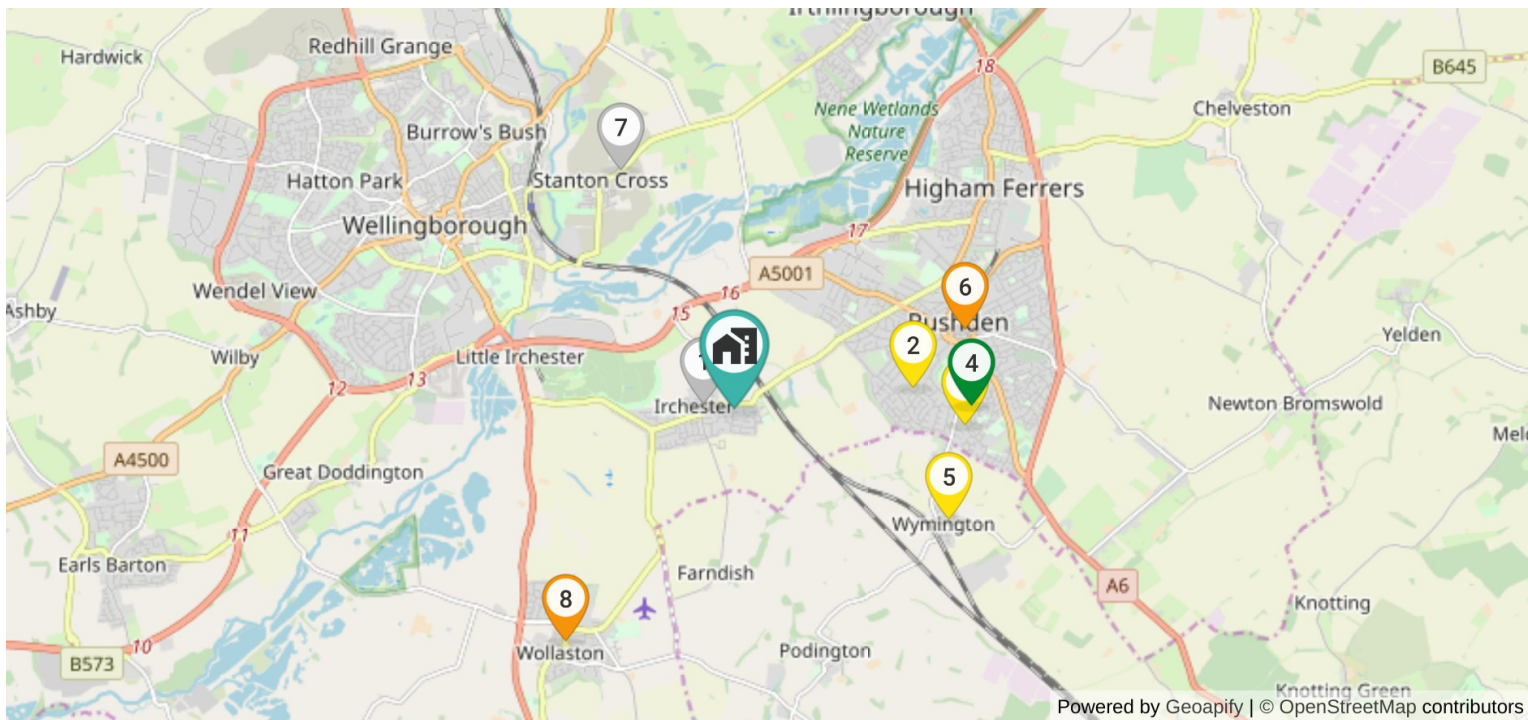 Irthlingborough
Redhill Grange
Hardwick
18
B645
Nene Wetlands
Nature
Reserve
Chelveston
7
Burrow's Bush
Hatton Park
Stanton Cross
Higham Ferrers
Wellingborough
17
A5001
Wendel View
16
15
6
Ashby
Rushden
Yelden
Wilby
Little Irchester
2
4
12
13
1
Irchester
Newton Bromswold
A4500
Great Doddington
5
Wymington
11
Earls Barton
Farndish
A6
8
Knotting
10
B573
Wollaston
Podington
Knotting Green
Powered by Geoapify | © OpenStreetMap contributors